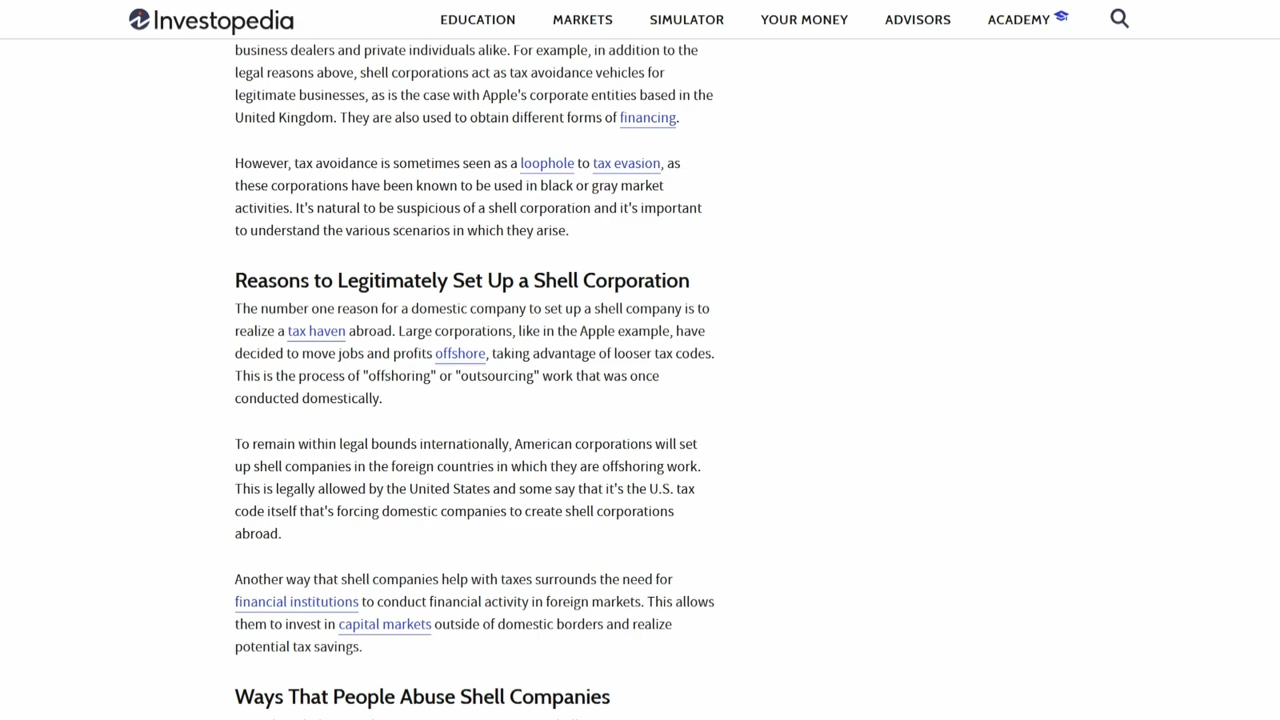 Investopedia
EDUCATION MARKETS SIMULATOR YOUR MONEY ADVISORS ACADEMY
business dealers and private individuals alike. For example, in addition to the
legal reasons above, shell corporations act as tax avoidance vehicles for
legitimate businesses, as is the case with Apple's corporate entities based in the
United Kingdom. They are also used to obtain different forms of financing.
However, tax avoidance is sometimes seen as a loophole to tax evasion, as
these corporations have been known to be used in black or gray market
activities. It's natural to be suspicious of a shell corporation and it's important
to understand the various scenarios in which they arise.
Reasons to Legitimately Set Up a Shell Corporation
The number one reason for a domestic company to set up a shell company is to
realize a tax haven abroad. Large corporations, like in the Apple example, have
decided to move jobs and profits offshore, taking advantage of looser tax codes.
This is the process of "offshoring" or "outsourcing" work that was once
conducted domestically.
To remain within legal bounds internationally, American corporations will set
up shell companies in the foreign countries in which they are offshoring work.
This is legally allowed by the United States and some say that it's the U.S. tax
code itself that's forcing domestic companies to create shell corporations
abroad.
Another way that shell companies help with taxes surrounds the need for
financial institutions to conduct financial activity in foreign markets. This allows
them to invest in capital markets outside of domestic borders and realize
potential tax savings.
Ways That People Abuse Shell Companies